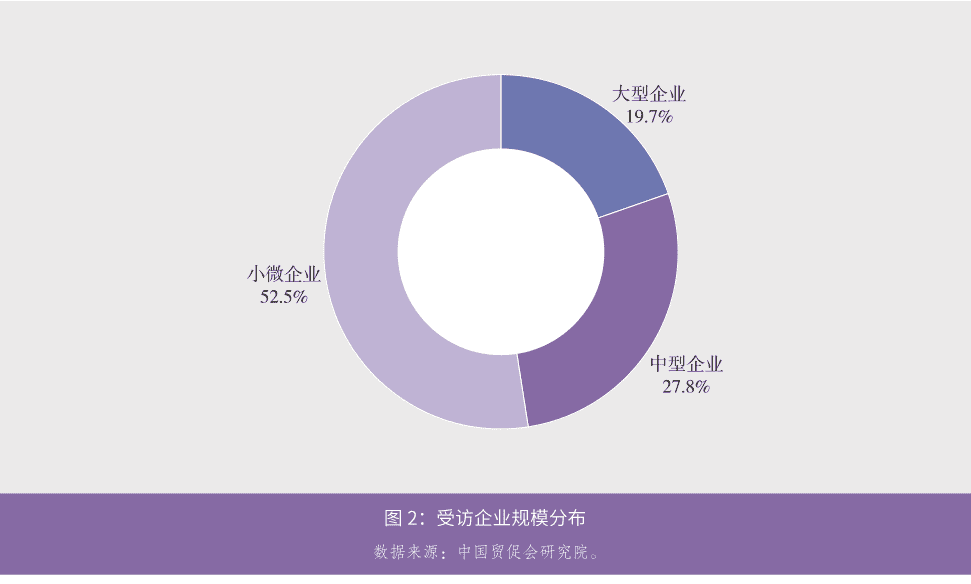 大型企业
19.7%
小微企业
52.5%
中型企业
27.8%
图 2：受访企业规模分布
数据来源：中国贸促会研究院。